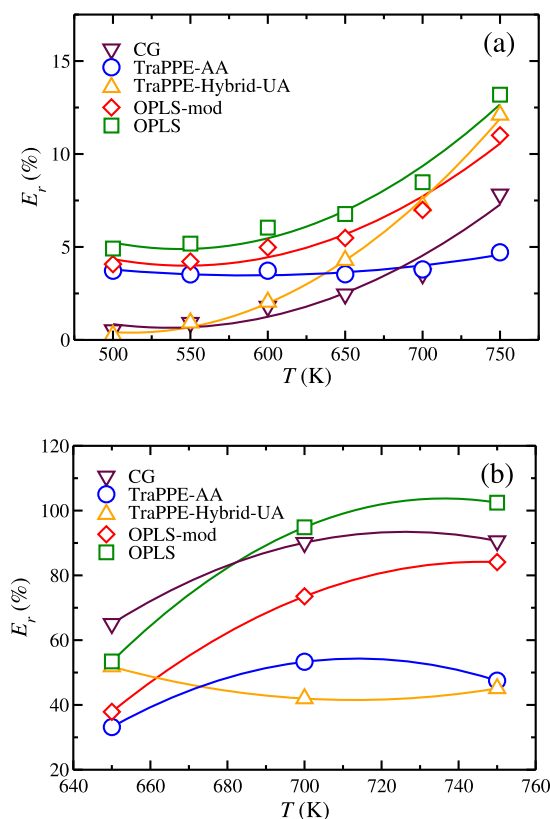 15
10
5
0
E_r (%)
(a)
CG
TraPPE-AA
TraPPE-Hybrid-UA
OPLS-mod
OPLS
500 550 600 650 700 750
T (K)
120
100
80
60
40
20
E_r (%)
(b)
CG
TraPPE-AA
TraPPE-Hybrid-UA
OPLS-mod
OPLS
640 660 680 700 720 740 760
T (K)